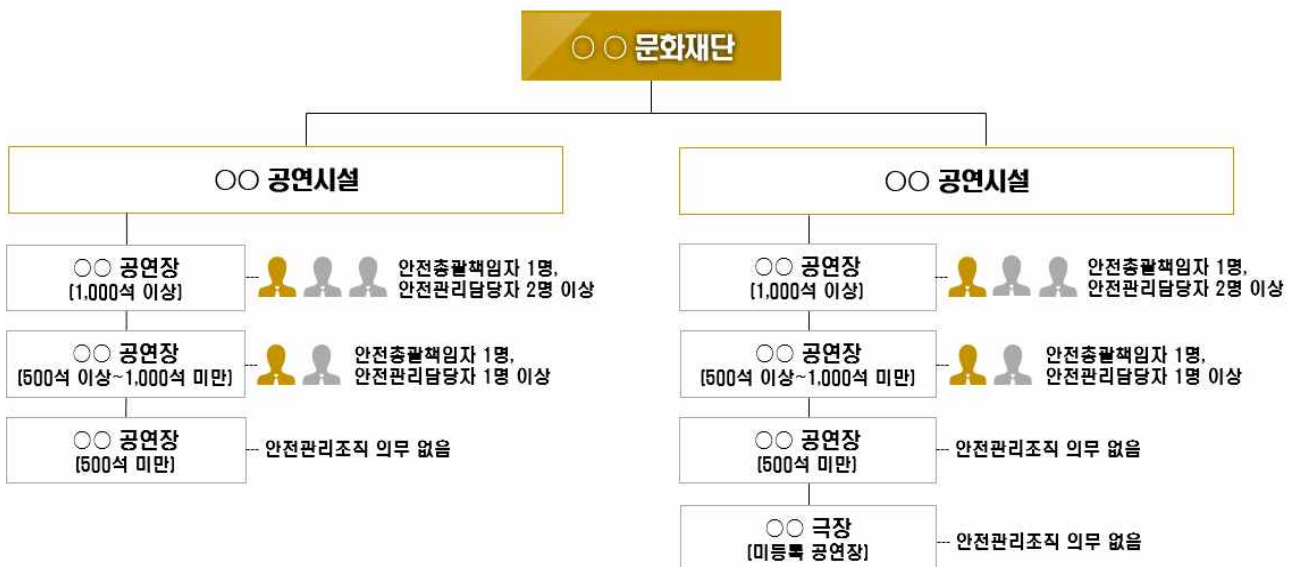 ○ ○ 문화재단
○○ 공연시설
○○ 공연장
(1,000석 이상)
안전총괄책임자 1명,
안전관리담당자 2명 이상
○○ 공연장
(500석 이상~1,000석 미만)
안전총괄책임자 1명,
안전관리담당자 1명 이상
○○ 공연장
(500석 미만)
안전관리조직 의무 없음
○○ 공연시설
○○ 공연장
(1,000석 이상)
안전총괄책임자 1명,
안전관리담당자 2명 이상
○○ 공연장
(500석 이상~1,000석 미만)
안전총괄책임자 1명,
안전관리담당자 1명 이상
○○ 공연장
(500석 미만)
안전관리조직 의무 없음
○○ 극장
(미등록 공연장)
안전관리조직 의무 없음